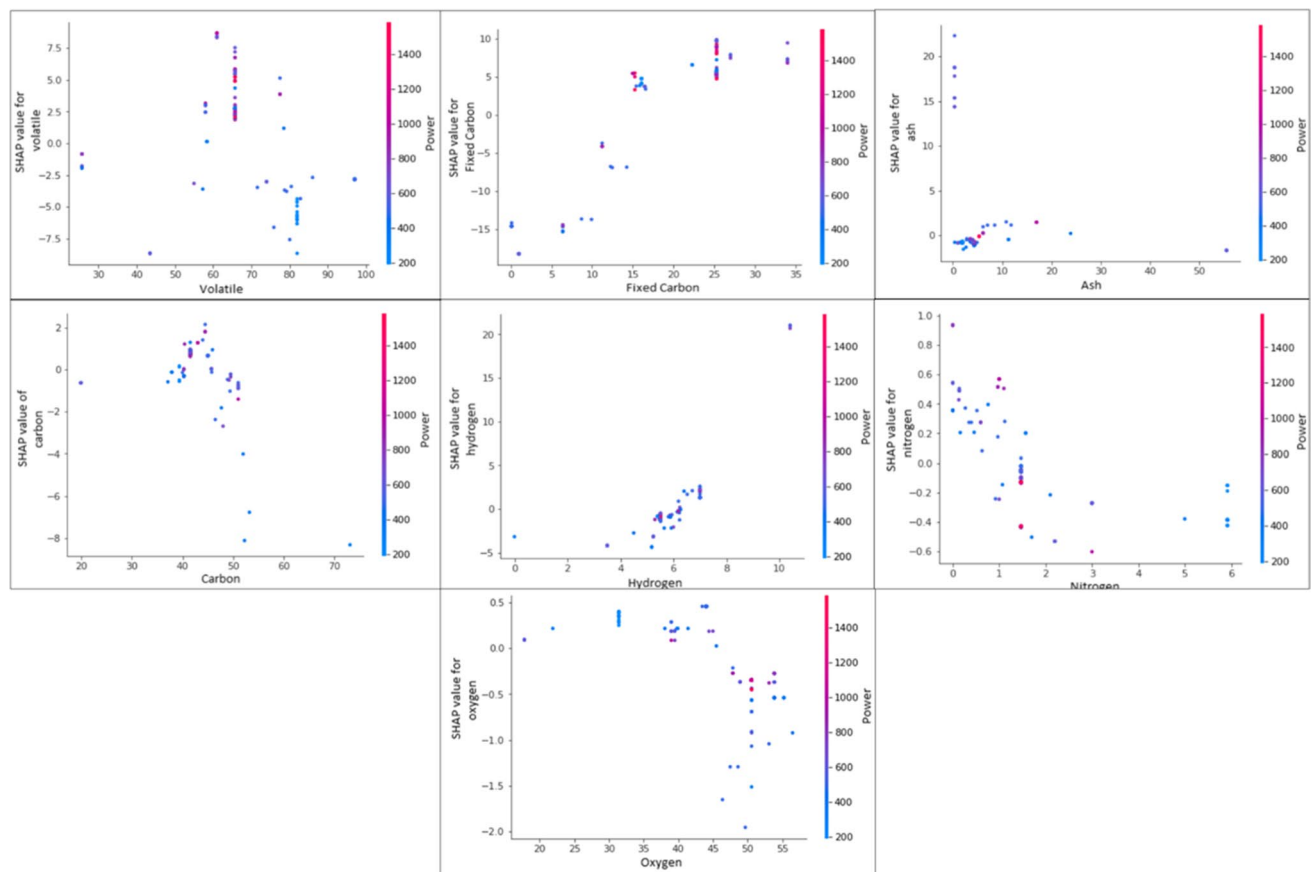 7.5
5.0
2.5
0.0
−2.5
−5.0
−7.5
SHAP value for
volatile
30 40 50 60 70 80 90 100
Volatile
1400
1200
1000
800
600
400
200
Power
10
5
0
−5
−10
−15
SHAP value for
Fixed Carbon
0 5 10 15 20 25 30 35
Fixed Carbon
1400
1200
1000
800
600
400
200
Power
20
15
10
5
0
SHAP value for
ash
0 10 20 30 40 50
Ash
1400
1200
1000
800
600
400
200
Power
2
0
−2
−4
−6
−8
SHAP value of
carbon
20 30 40 50 60 70
Carbon
1400
1200
1000
800
600
400
200
Power
20
15
10
5
0
−5
SHAP value for
hydrogen
0 2 4 6 8 10
Hydrogen
1400
1200
1000
800
600
400
200
Power
1.0
0.8
0.6
0.4
0.2
0.0
−0.2
−0.4
−0.6
SHAP value for
nitrogen
0 1 2 3 4 5 6
Nitrogen
1400
1200
1000
800
600
400
200
Power
0.5
0.0
−0.5
−1.0
−1.5
−2.0
SHAP value for
oxygen
20 25 30 35 40 45 50 55
Oxygen
1400
1200
1000
800
600
400
200
Power